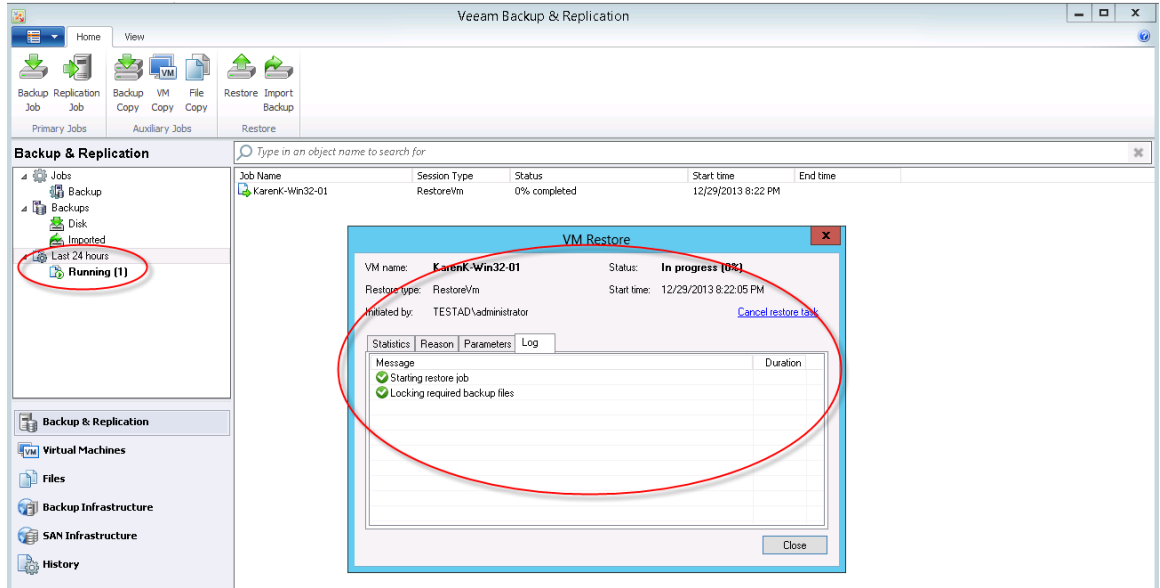 Veeam Backup & Replication
Home View
Backup Replication Backup VM File Restore Import
Job Job Copy Copy Copy Backup
Primary Jobs Auxiliary Jobs Restore
Backup & Replication
Type in an object name to search for
Jobs
Backup
Backups
Disk
Imported
Last 24 hours
Running (1)
Job Name Session Type Status Start time End time
KarenK-Win32-01 RestoreVm 0% completed 12/29/2013 8:22 PM
VM Restore
VM name: KarenK-Win32-01 Status: In progress (0%)
Restore type: RestoreVm Start time: 12/29/2013 8:22:05 PM
Initiated by: TESTAD\administrator Cancel restore task
Statistics Reason Parameters Log
Message Duration
Starting restore job
Locking required backup files
Close
Backup & Replication
Virtual Machines
Files
Backup Infrastructure
SAN Infrastructure
History